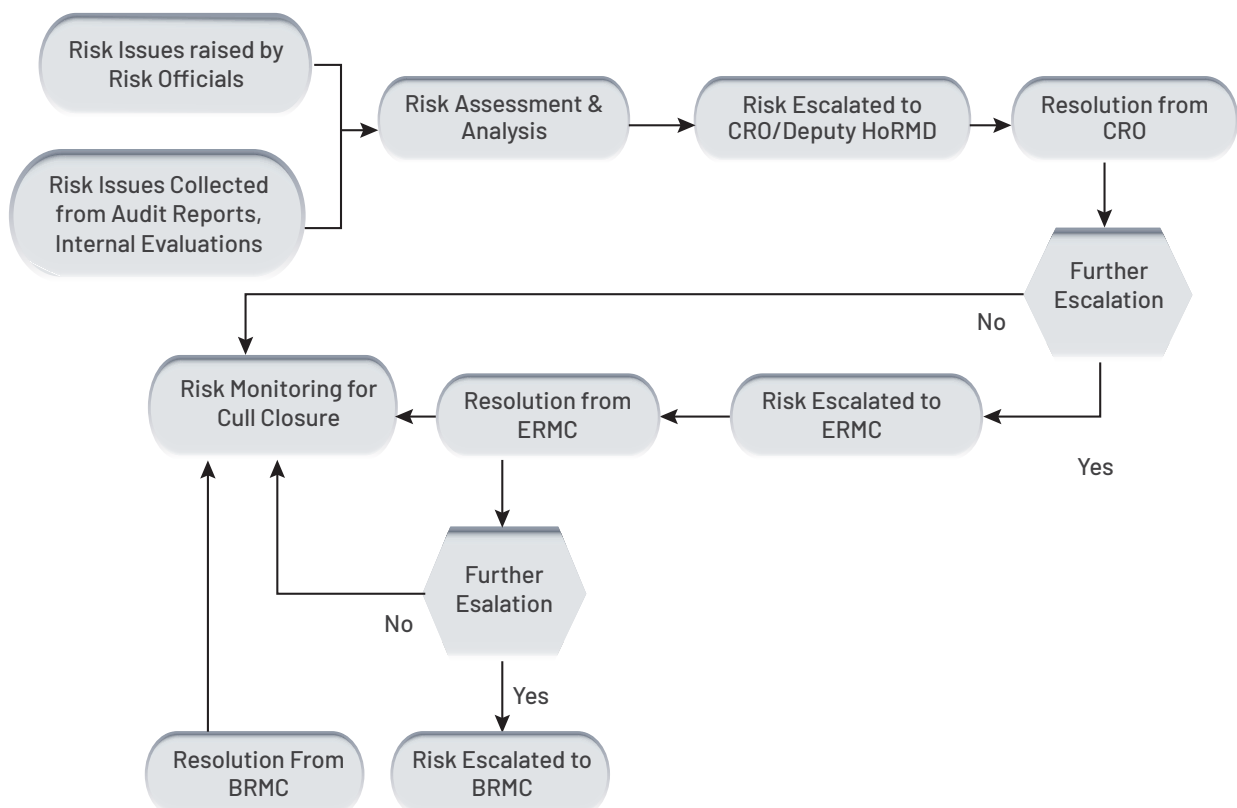 Risk Issues raised by
Risk Officials
Risk Issues Collected
from Audit Reports,
Internal Evaluations
Risk Assessment &
Analysis
Risk Escalated to
CRO/Deputy HoRMD
Resolution from
CRO
Further
Escalation
No
Yes
Risk Escalated to
ERMC
Resolution from
ERMC
Risk Monitoring for
Cull Closure
Further
Esalation
No
Yes
Risk Escalated to
BRMC
Resolution From
BRMC